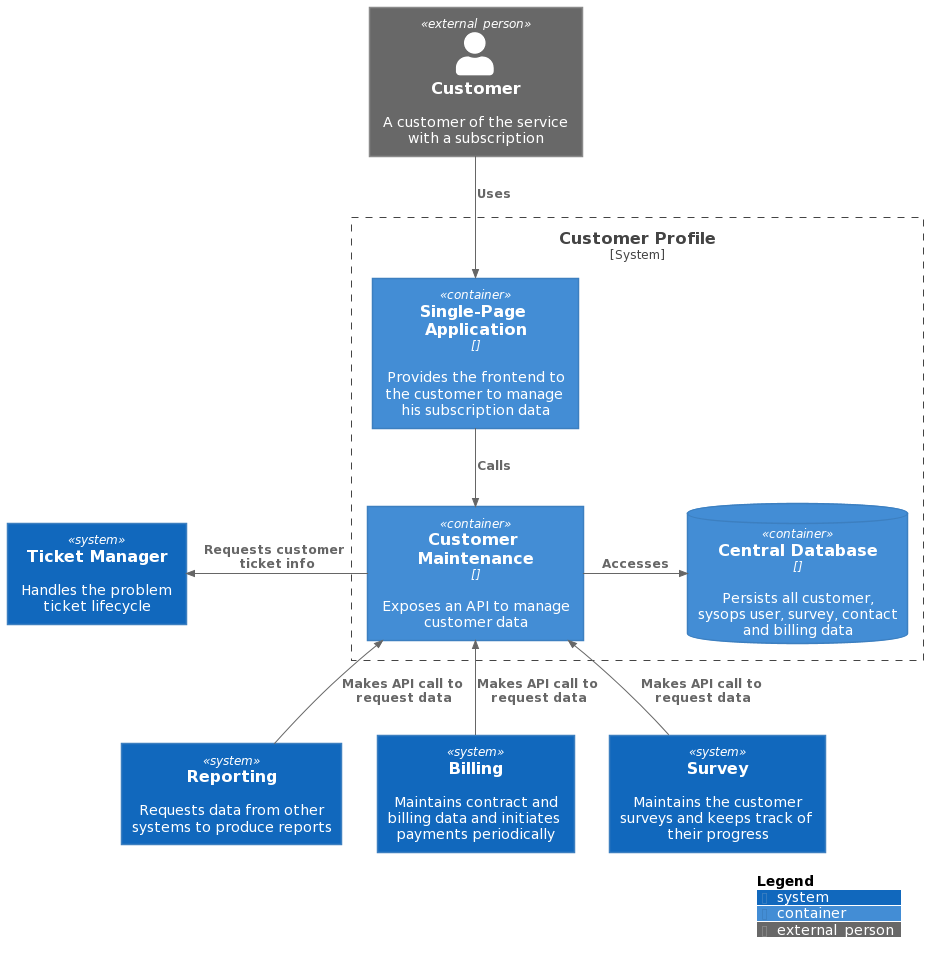 «external_person»
Customer
A customer of the service
with a subscription
Uses
Customer Profile
[System]
«container»
Single-Page
Application
[]
Provides the frontend to
the customer to manage
his subscription data
Calls
«system»
Ticket Manager
Handles the problem
ticket lifecycle
Requests customer
ticket info
«container»
Customer
Maintenance
[]
Exposes an API to manage
customer data
Accesses
«container»
Central Database
[]
Persists all customer,
sysops user, survey, contact
and billing data
Makes API call to
request data
Makes API call to
request data
Makes API call to
request data
«system»
Reporting
Requests data from other
systems to produce reports
«system»
Billing
Maintains contract and
billing data and initiates
payments periodically
«system»
Survey
Maintains the customer
surveys and keeps track of
their progress
Legend
system
container
external_person